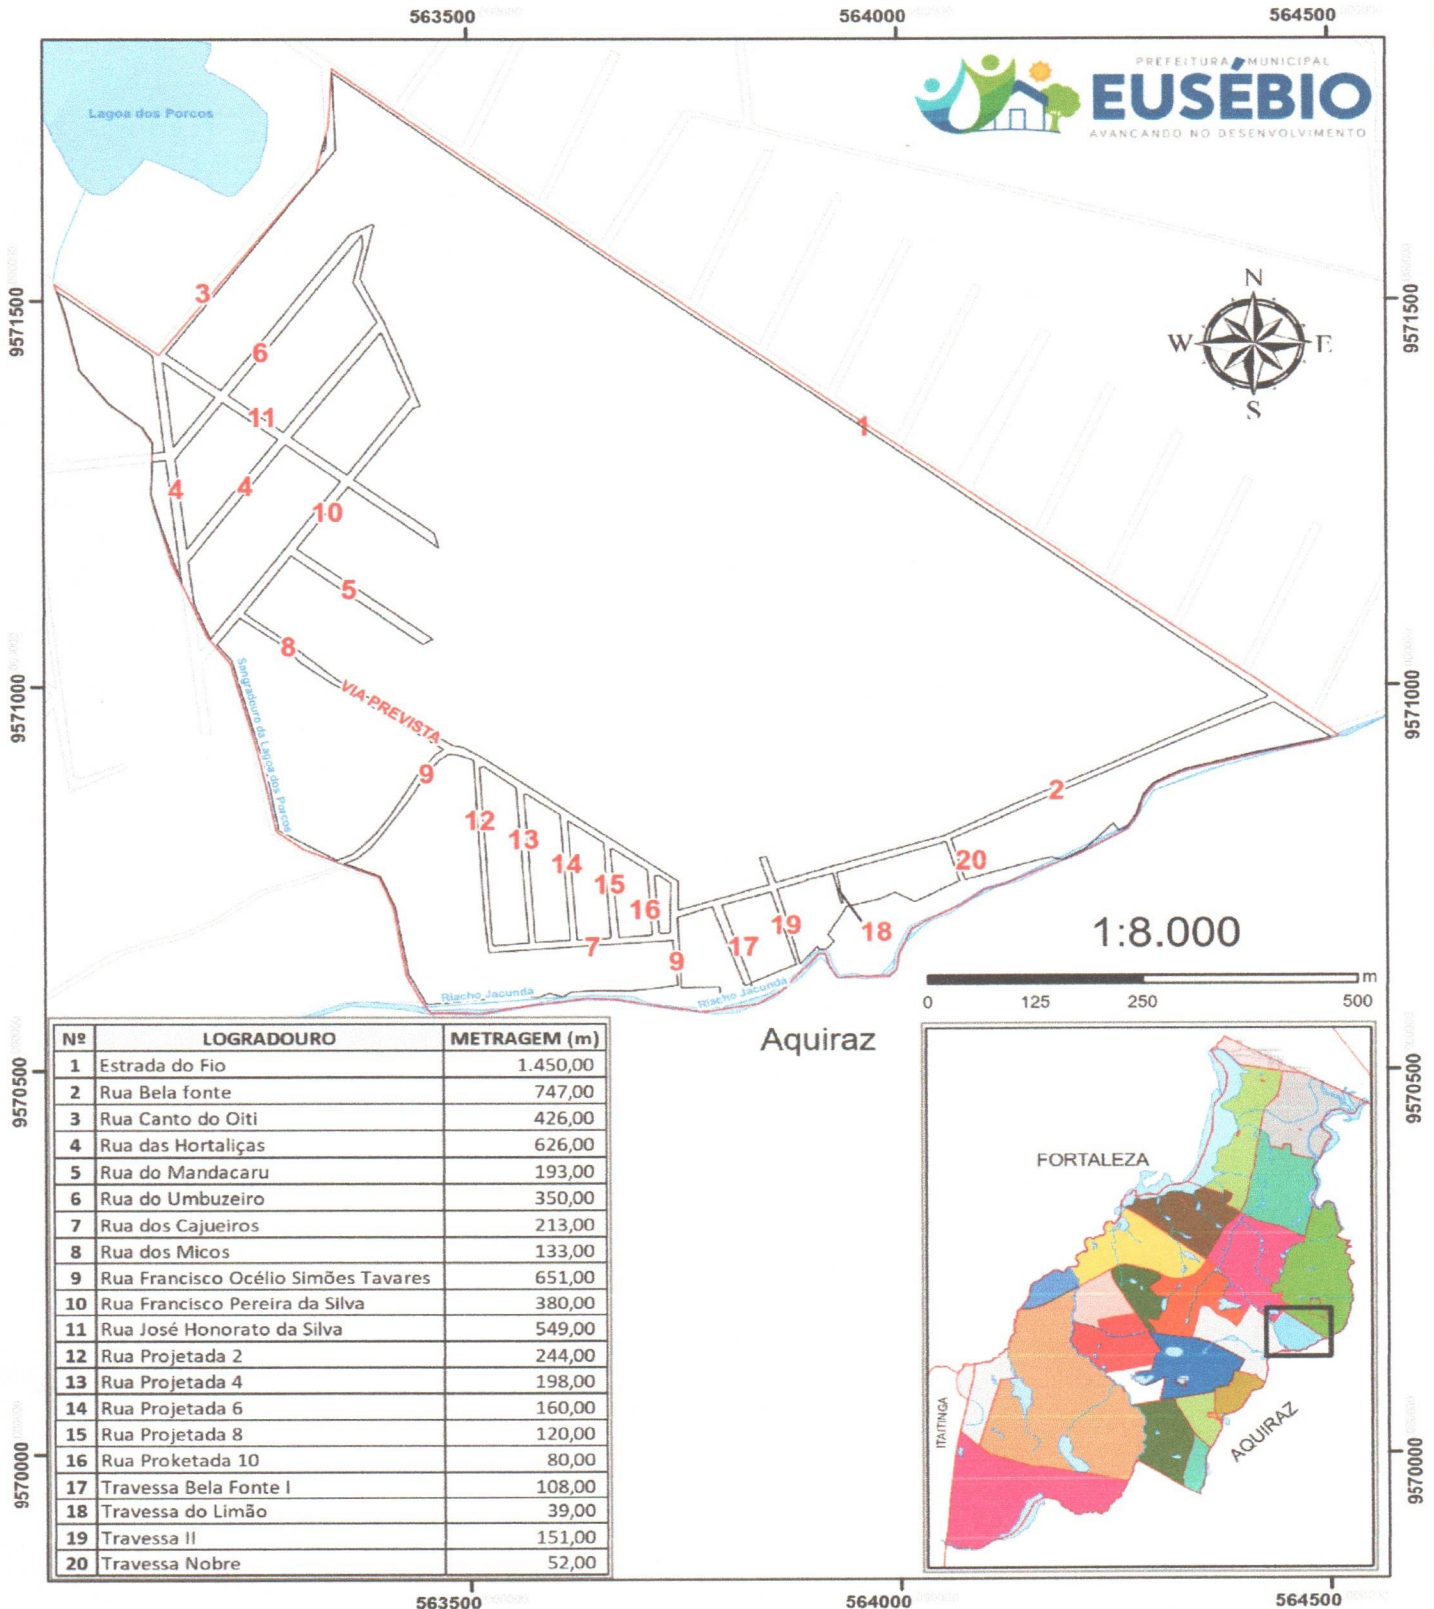 563500 564000 564500
PREFEITURA MUNICIPAL
EUSÉBIO
AVANCANDO NO DESENVOLVIMENTO
Lagoa dos Porcos
9571500
9571500
N
W E
S
3
6
11
1
4
4
10
5
8
VIA-PREVISTA
Sangradouro da Lagoa dos Porcos
9571000
9571000
9
2
12
13
14
15
16
20
7
9
17
19
18
1:8.000
m
0 125 250 500
Riacho Jacunda
Riacho Jacunda
Aquiraz
Nº LOGRADOURO METRAGEM (m)
1 Estrada do Fio 1.450,00
2 Rua Bela fonte 747,00
3 Rua Canto do Oiti 426,00
4 Rua das Hortaliças 626,00
5 Rua do Mandacaru 193,00
6 Rua do Umbuzeiro 350,00
7 Rua dos Cajueiros 213,00
8 Rua dos Micos 133,00
9 Rua Francisco Océlio Simões Tavares 651,00
10 Rua Francisco Pereira da Silva 380,00
11 Rua José Honorato da Silva 549,00
12 Rua Projetada 2 244,00
13 Rua Projetada 4 198,00
14 Rua Projetada 6 160,00
15 Rua Projetada 8 120,00
16 Rua Proketada 10 80,00
17 Travessa Bela Fonte I 108,00
18 Travessa do Limão 39,00
19 Travessa II 151,00
20 Travessa Nobre 52,00
9570500
9570500
FORTALEZA
ITAITINGA
AQUIRAZ
9570000
9570000
563500 564000 564500